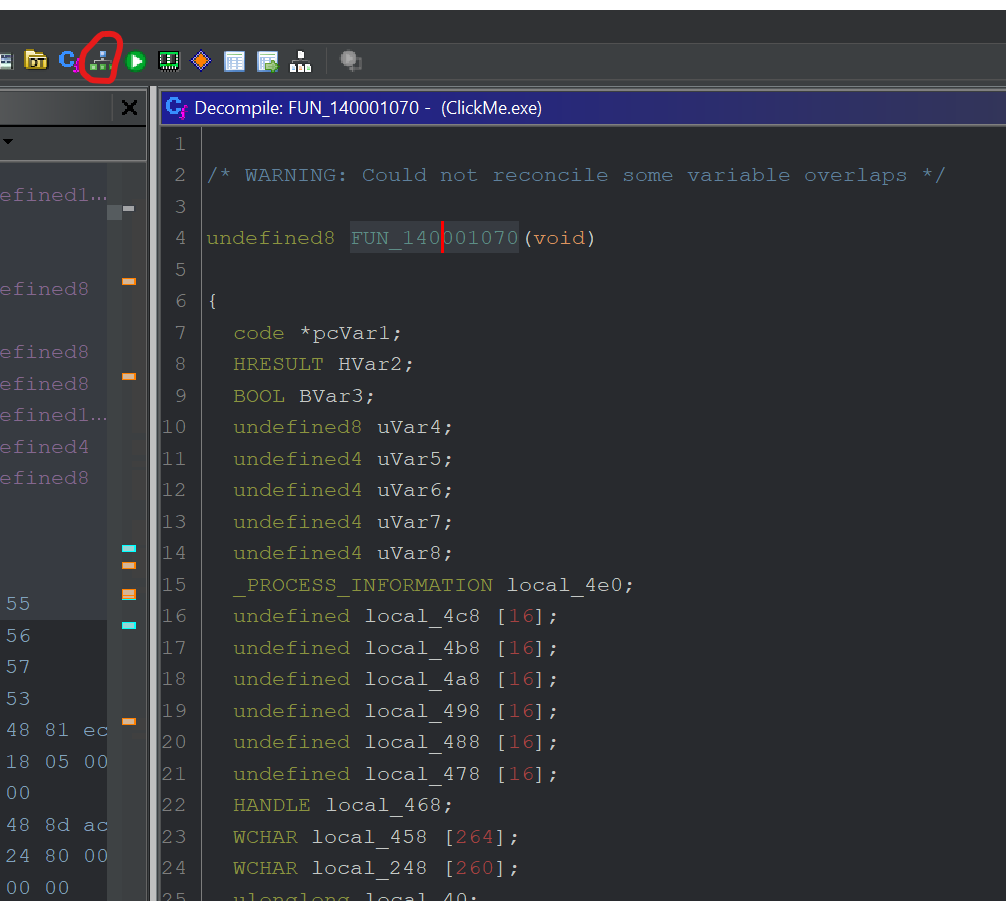 DT
Decompile: FUN_140001070 - (ClickMe.exe)
efined1...
efined8
efined8
efined8
efined1...
efined4
efined8
55
56
57
53
48 81 ec
18 05 00
00
48 8d ac
24 80 00
00 00
1
2 /* WARNING: Could not reconcile some variable overlaps */
3
4 undefined8 FUN_140001070(void)
5
6 {
7 code *pcVar1;
8 HRESULT HVar2;
9 BOOL BVar3;
10 undefined8 uVar4;
11 undefined4 uVar5;
12 undefined4 uVar6;
13 undefined4 uVar7;
14 undefined4 uVar8;
15 _PROCESS_INFORMATION local_4e0;
16 undefined local_4c8 [16];
17 undefined local_4b8 [16];
18 undefined local_4a8 [16];
19 undefined local_498 [16];
20 undefined local_488 [16];
21 undefined local_478 [16];
22 HANDLE local_468;
23 WCHAR local_458 [264];
24 WCHAR local_248 [260];
25 ulonglong local_40;